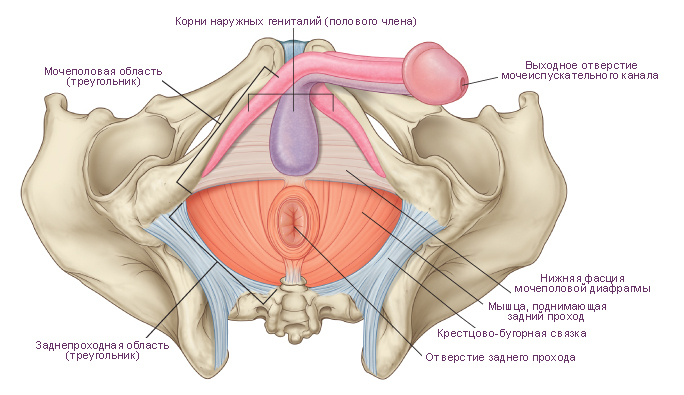 Корни наружных гениталий (полового члена)
Мочеполовая область
(треугольник)
Выходное отверстие
мочеиспускательного канала
Нижняя фасция
мочеполовой диафрагмы
Мышца, поднимающая
задний проход
Крестцово-бугорная связка
Заднепроходная область
(треугольник)
Отверстие заднего прохода